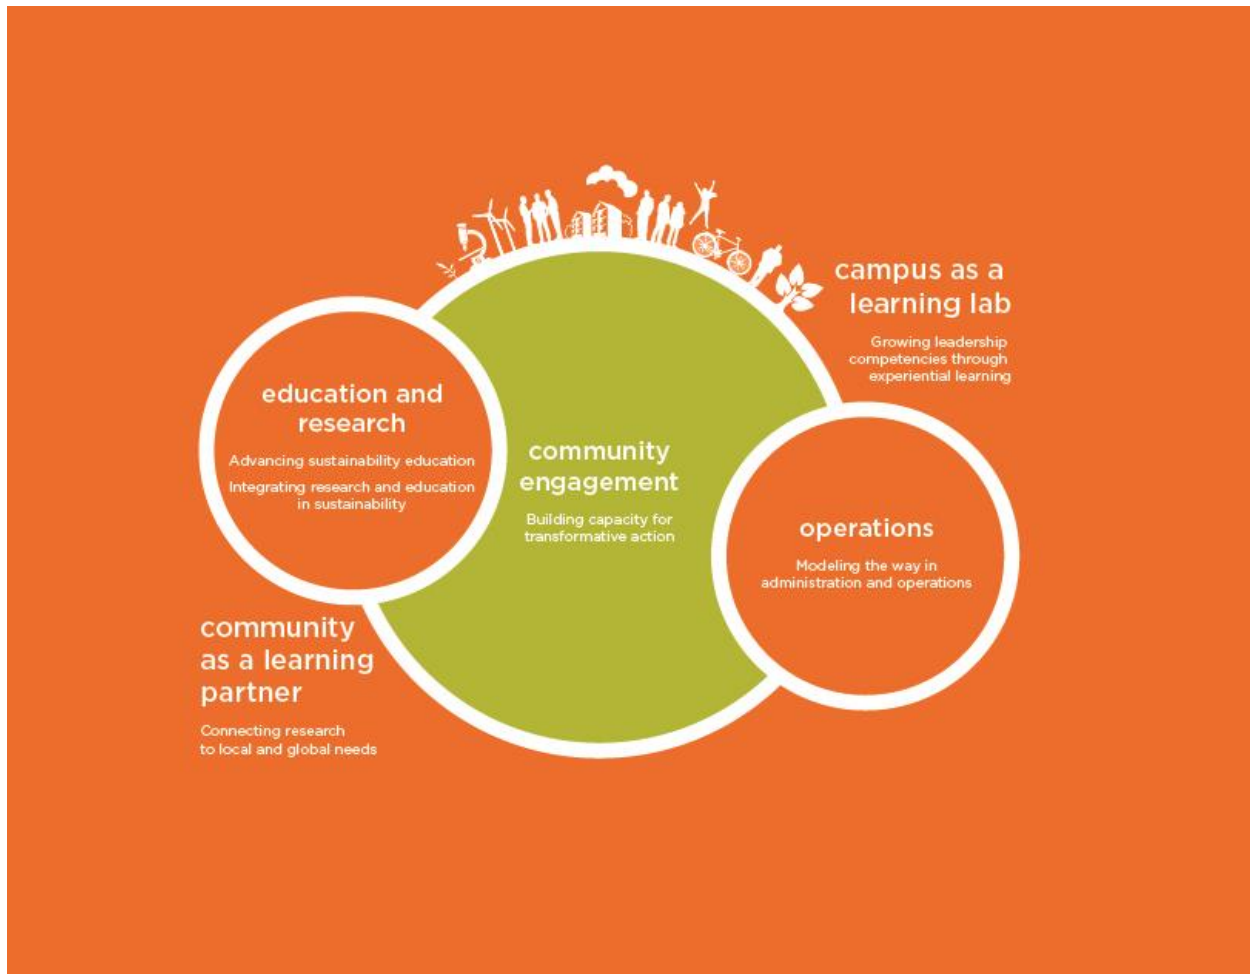 campus as a
learning lab
Growing leadership
competencies through
experiential learning
education and
research
Advancing sustainability education
Integrating research and education
in sustainability
community
engagement
Building capacity for
transformative action
operations
Modeling the way in
administration and operations
community
as a learning
partner
Connecting research
to local and global needs